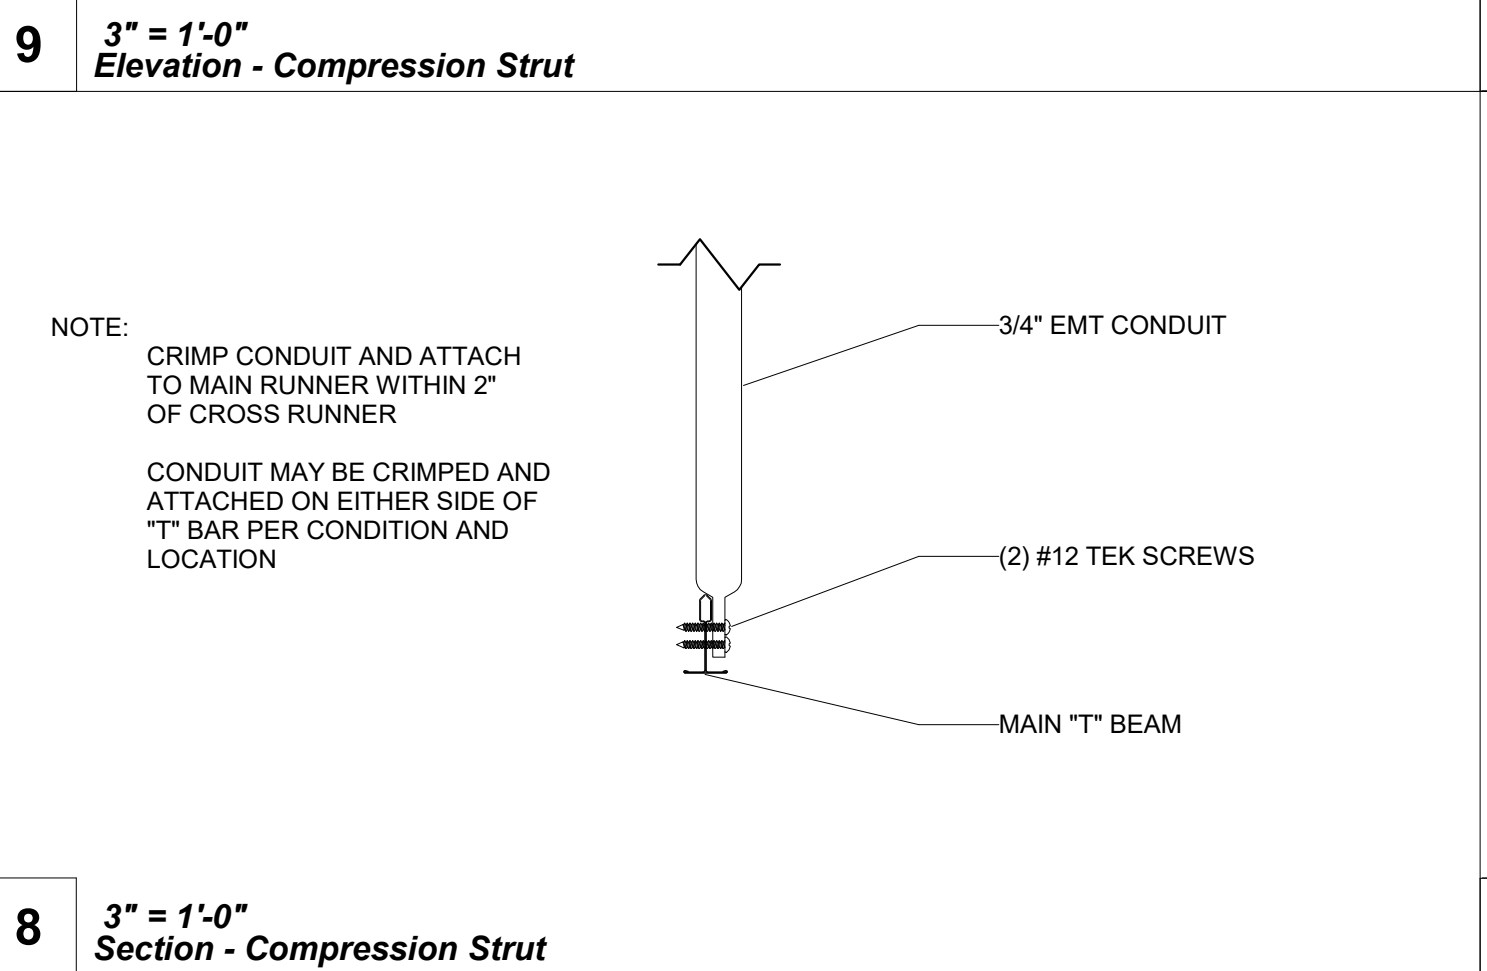 9
3" = 1'-0"
Elevation - Compression Strut
NOTE:
CRIMP CONDUIT AND ATTACH
TO MAIN RUNNER WITHIN 2"
OF CROSS RUNNER
CONDUIT MAY BE CRIMPED AND
ATTACHED ON EITHER SIDE OF
"T" BAR PER CONDITION AND
LOCATION
3/4" EMT CONDUIT
(2) #12 TEK SCREWS
MAIN "T" BEAM
8
3" = 1'-0"
Section - Compression Strut